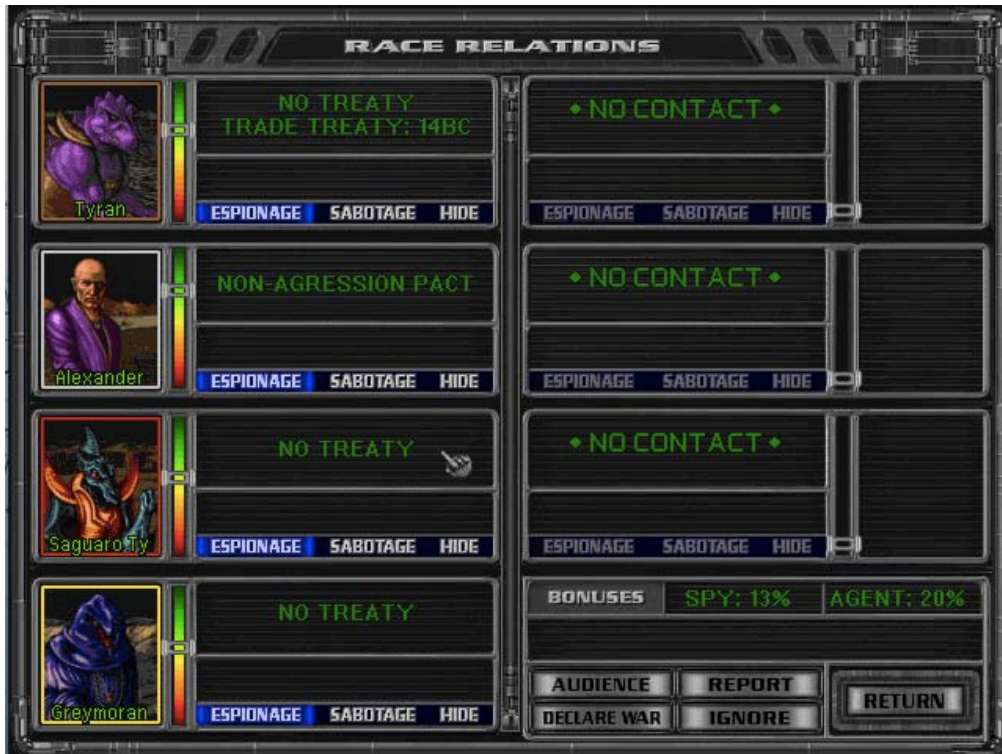 RACE RELATIONS
NO TREATY
TRADE TREATY: 14BC
Tyran
ESPIONAGE SABOTAGE HIDE
NON-AGRESSION PACT
Alexander
ESPIONAGE SABOTAGE HIDE
NO TREATY
Saguaro Ty
ESPIONAGE SABOTAGE HIDE
NO TREATY
Greymoran
ESPIONAGE SABOTAGE HIDE
• NO CONTACT •
ESPIONAGE SABOTAGE HIDE
• NO CONTACT •
ESPIONAGE SABOTAGE HIDE
• NO CONTACT •
ESPIONAGE SABOTAGE HIDE
BONUSES SPY: 13% AGENT: 20%
AUDIENCE REPORT
DECLARE WAR IGNORE
RETURN